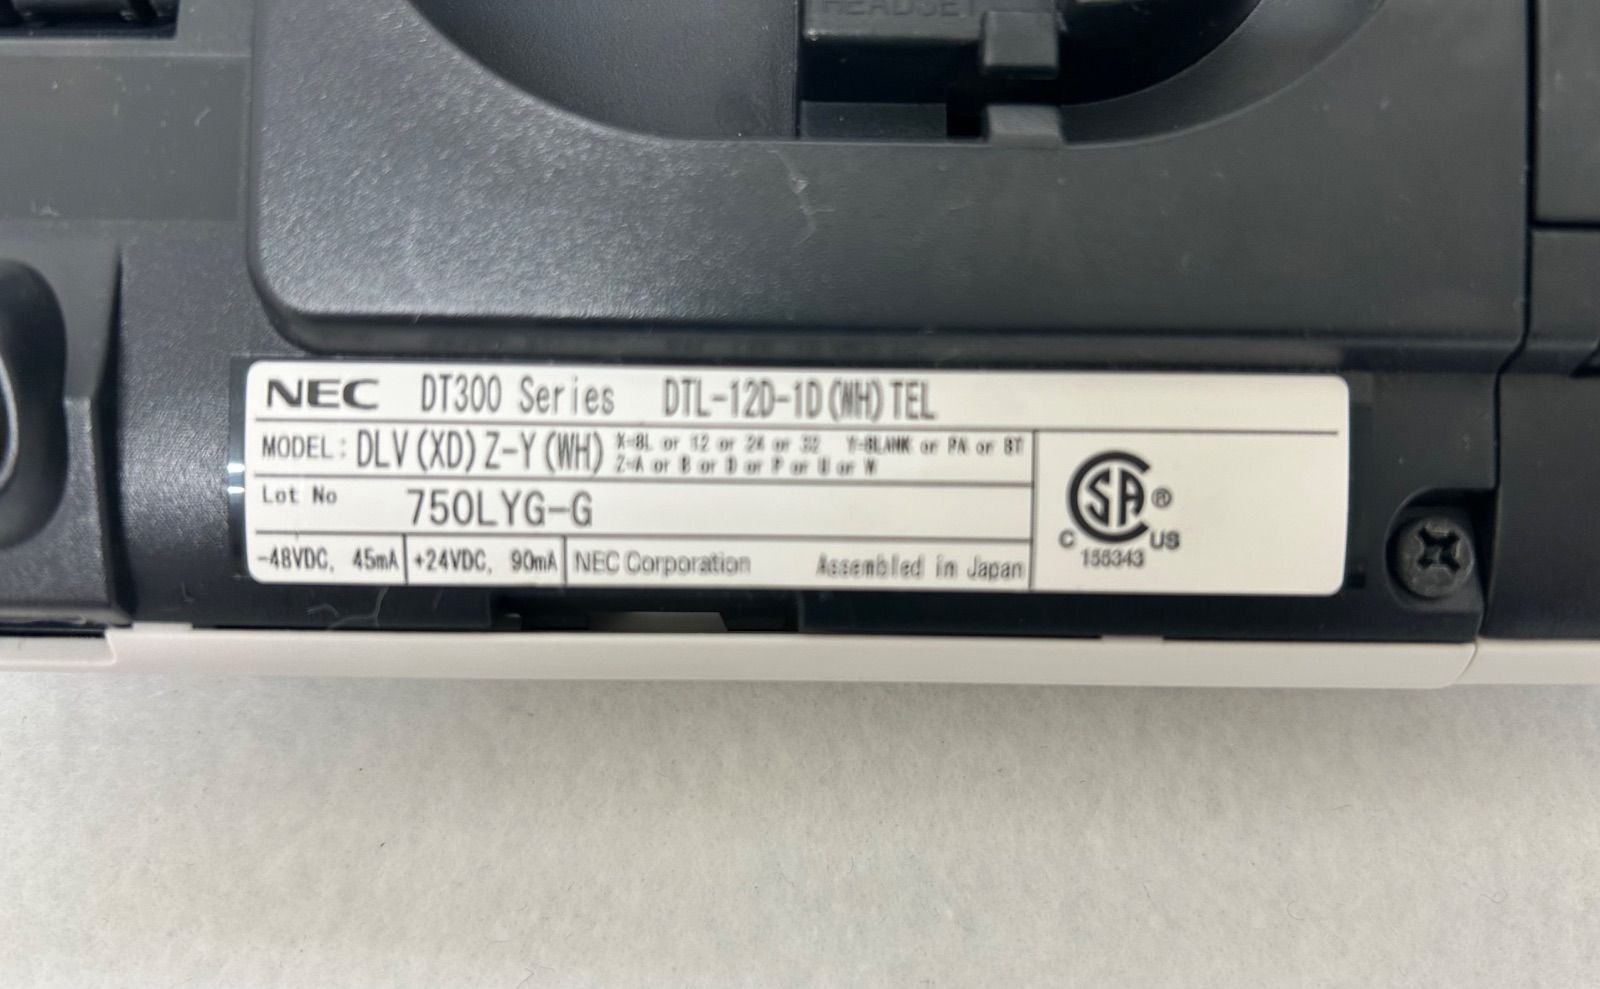 HEADSET
NEC DT300 Series DTL-12D-1D(WH)TEL
MODEL: DLV(XD)Z-Y(WH) X=8L or 12 or 24 or 32 Y=BLANK or PA or BT
Z=A or B or D or P or U or W
Lot No 750LYG-G
-48VDC, 45mA +24VDC, 90mA NEC Corporation Assembled in Japan
SA ®
C US
156343